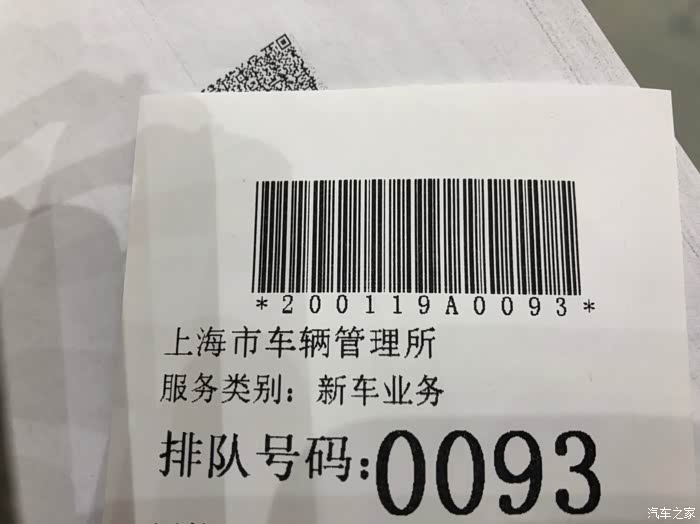 *200119A0093*
上海市车辆管理所
服务类别：新车业务
排队号码:0093
汽车之家